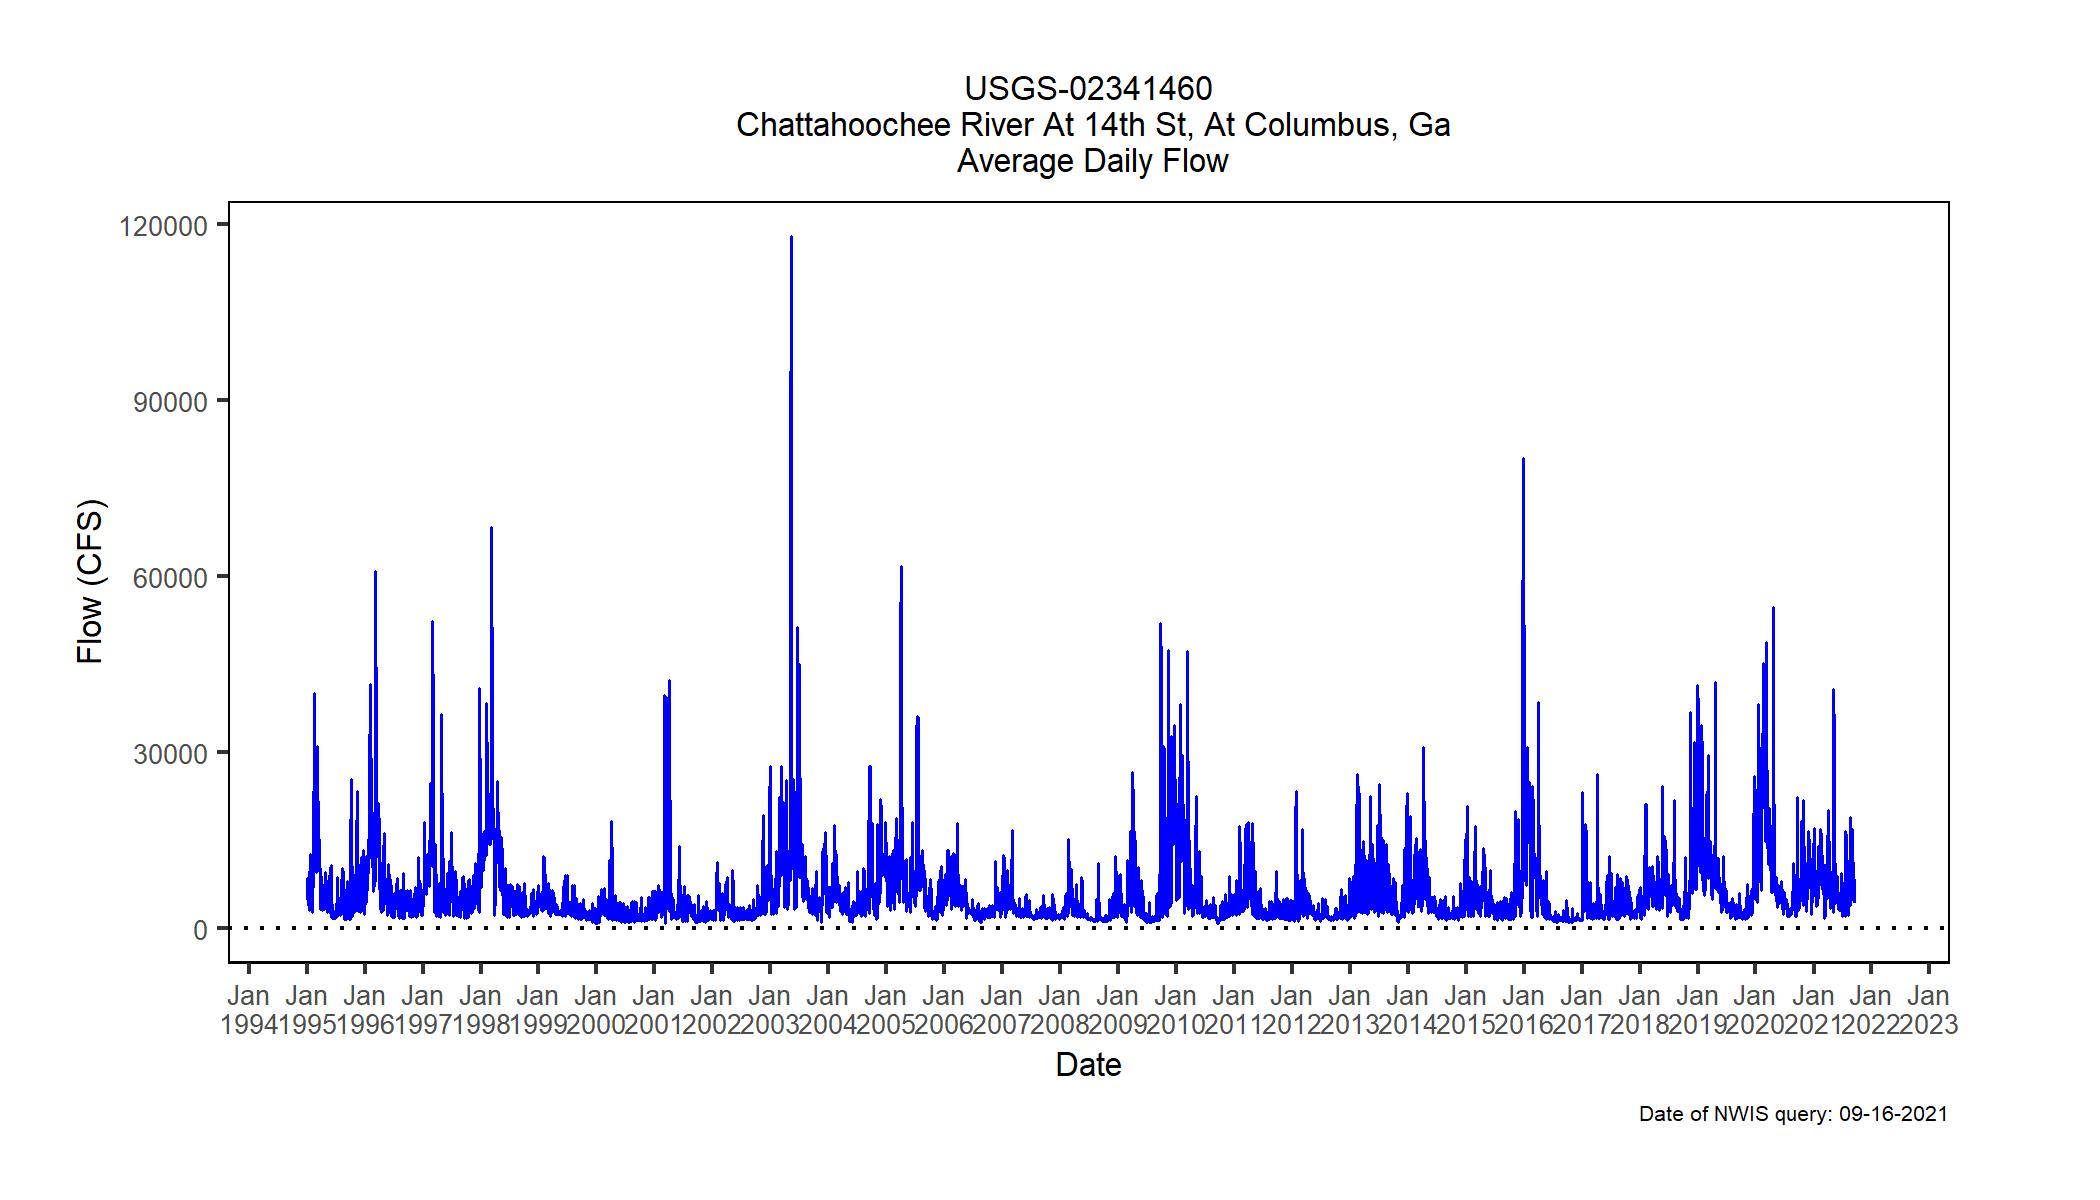 USGS-02341460
Chattahoochee River At 14th St, At Columbus, Ga
Average Daily Flow
120000
90000
60000
30000
0
Flow (CFS)
Jan Jan Jan Jan Jan Jan Jan Jan Jan Jan Jan Jan Jan Jan Jan Jan Jan Jan Jan Jan Jan Jan Jan Jan Jan Jan Jan Jan Jan Jan
1994 1995 1996 1997 1998 1999 2000 2001 2002 2003 2004 2005 2006 2007 2008 2009 2010 2011 2012 2013 2014 2015 2016 2017 2018 2019 2020 2021 2022 2023
Date
Date of NWIS query: 09-16-2021